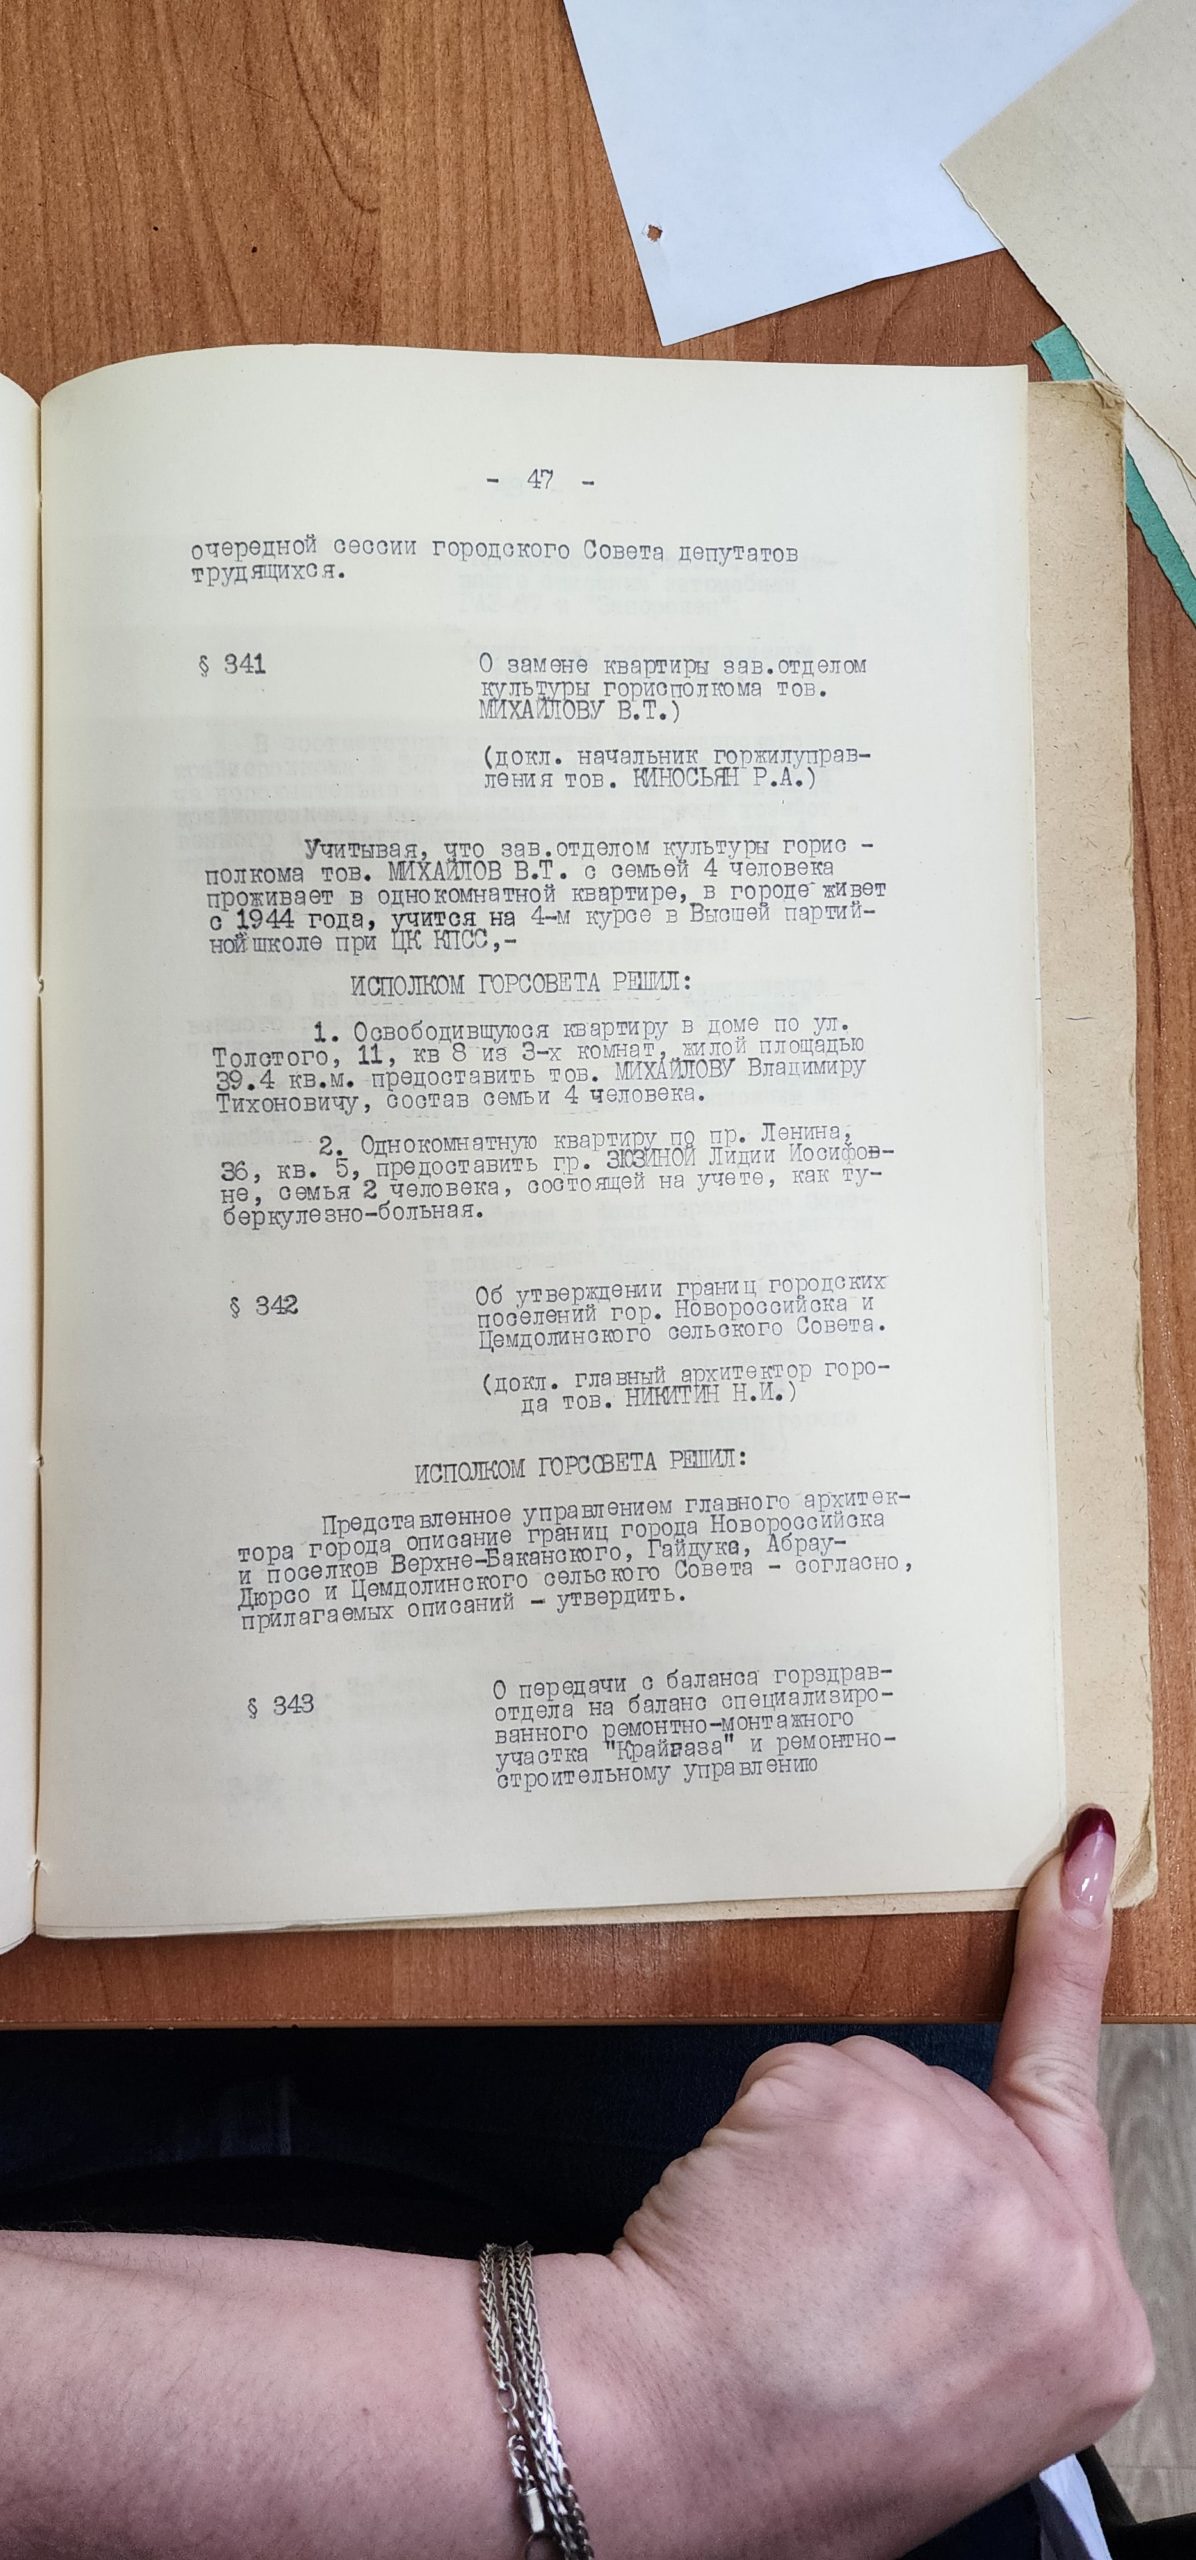 - 47 -
очередной сессии городского Совета депутатов
трудящихся.
§ 341
О замене квартиры зав.отделом
культуры горисполкома тов.
МИХАЙЛОВУ В.Т.)
(докл. начальник горжилуправ-
ления тов. КИНОСЬЯН Р.А.)
Учитывая, что зав.отделом культуры горис -
полкома тов. МИХАЙЛОВ В.Т. с семьей 4 человека
проживает в однокомнатной квартире, в городе живет
с 1944 года, учится на 4-м курсе в Высшей партий-
ной школе при ЦК КПСС,-
ИСПОЛКОМ ГОРСОВЕТА РЕШИЛ:
1. Освободившуюся квартиру в доме по ул.
Толстого, 11, кв 8 из 3-х комнат, жилой площадью
39.4 кв.м. предоставить тов. МИХАЙЛОВУ Владимиру
Тихоновичу, состав семьи 4 человека.
2. Однокомнатную квартиру по пр. Ленина,
36, кв. 5, предоставить гр. ЗЮЗИНОЙ Лидии Иосифов-
не, семья 2 человека, состоящей на учете, как ту-
беркулезно-больная.
§ 342
Об утверждении границ городских
поселений гор. Новороссийска и
Цемдолинского сельского Совета.
(докл. главный архитектор горо-
да тов. НИКИТИН Н.И.)
ИСПОЛКОМ ГОРСОВЕТА РЕШИЛ:
Представленное управлением главного архитек-
тора города описание границ города Новороссийска
и поселков Верхне-Баканского, Гайдука, Абрау-
Дюрсо и Цемдолинского сельского Совета - согласно,
прилагаемых описаний - утвердить.
§ 343
О передачи с баланса горздрав-
отдела на баланс специализиро-
ванного ремонтно-монтажного
участка "Крайгаза" и ремонтно-
строительному управлению